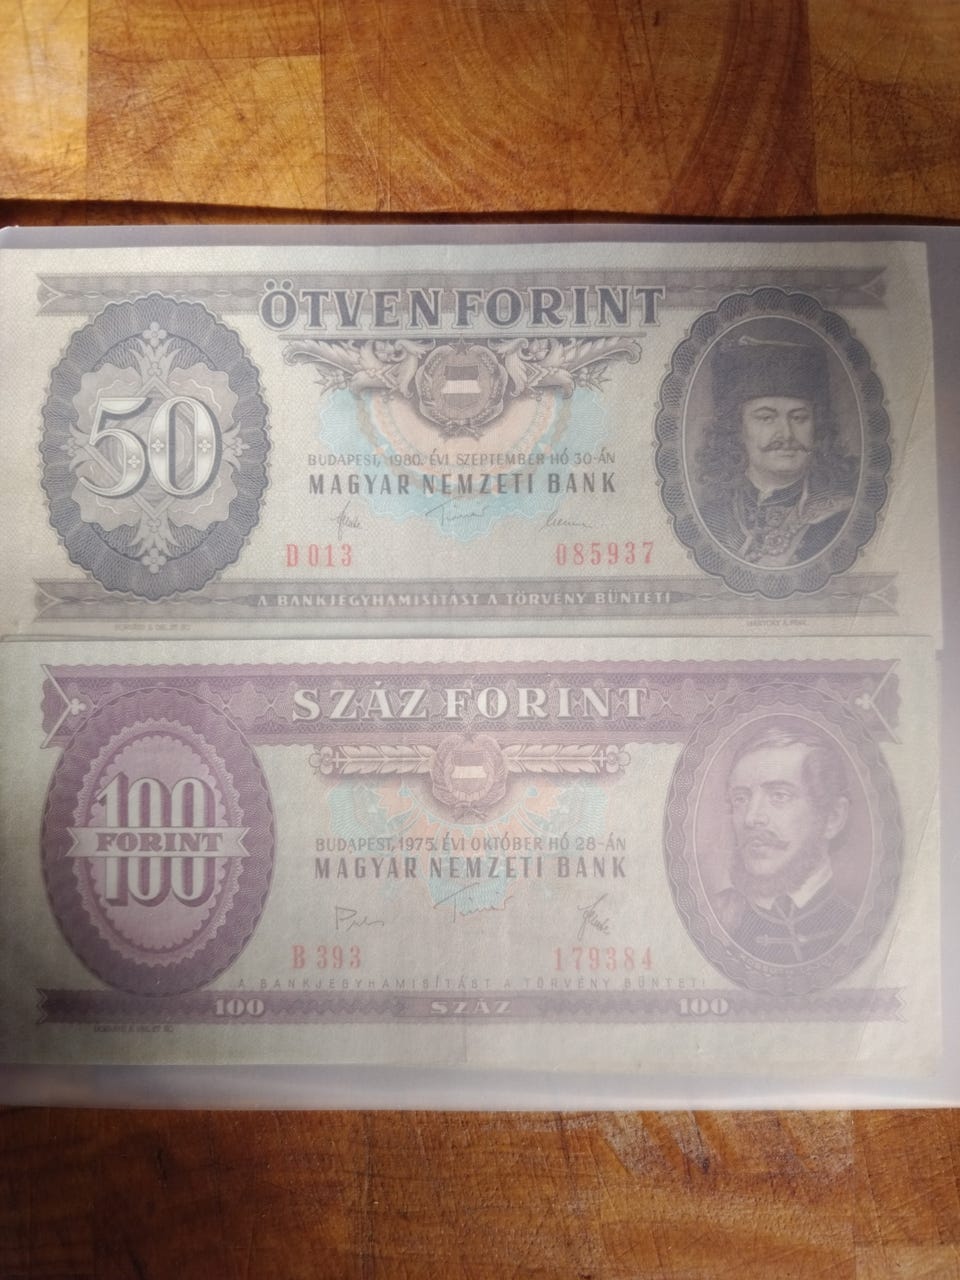 ÖTVEN FORINT
50
BUDAPEST, 1980. ÉVI SZEPTEMBER HÓ 30-ÁN
MAGYAR NEMZETI BANK
D 013 085937
A BANKJEGYHAMISÍTÁST A TÖRVÉNY BÜNTETI
SZÁZ FORINT
100
FORINT
100
BUDAPEST, 1975. ÉVI OKTÓBER HÓ 28-ÁN
MAGYAR NEMZETI BANK
B 393 179384
A BANKJEGYHAMISÍTÁST A TÖRVÉNY BÜNTETI
100 SZÁZ 100